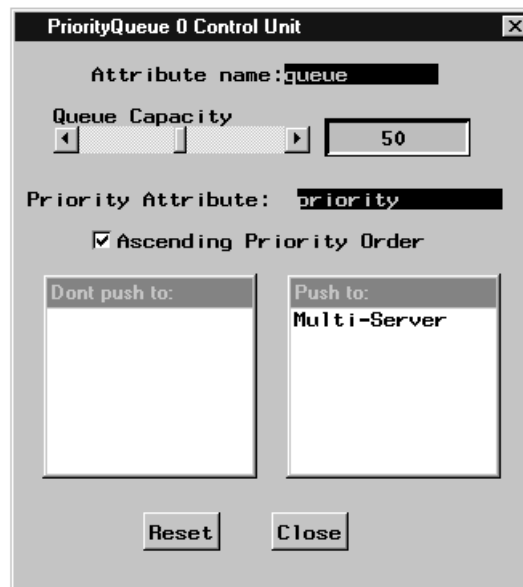 PriorityQueue 0 Control Unit
Attribute name:queue
Queue Capacity
50
Priority Attribute: priority
Ascending Priority Order
Dont push to:
Push to:
Multi-Server
Reset
Close